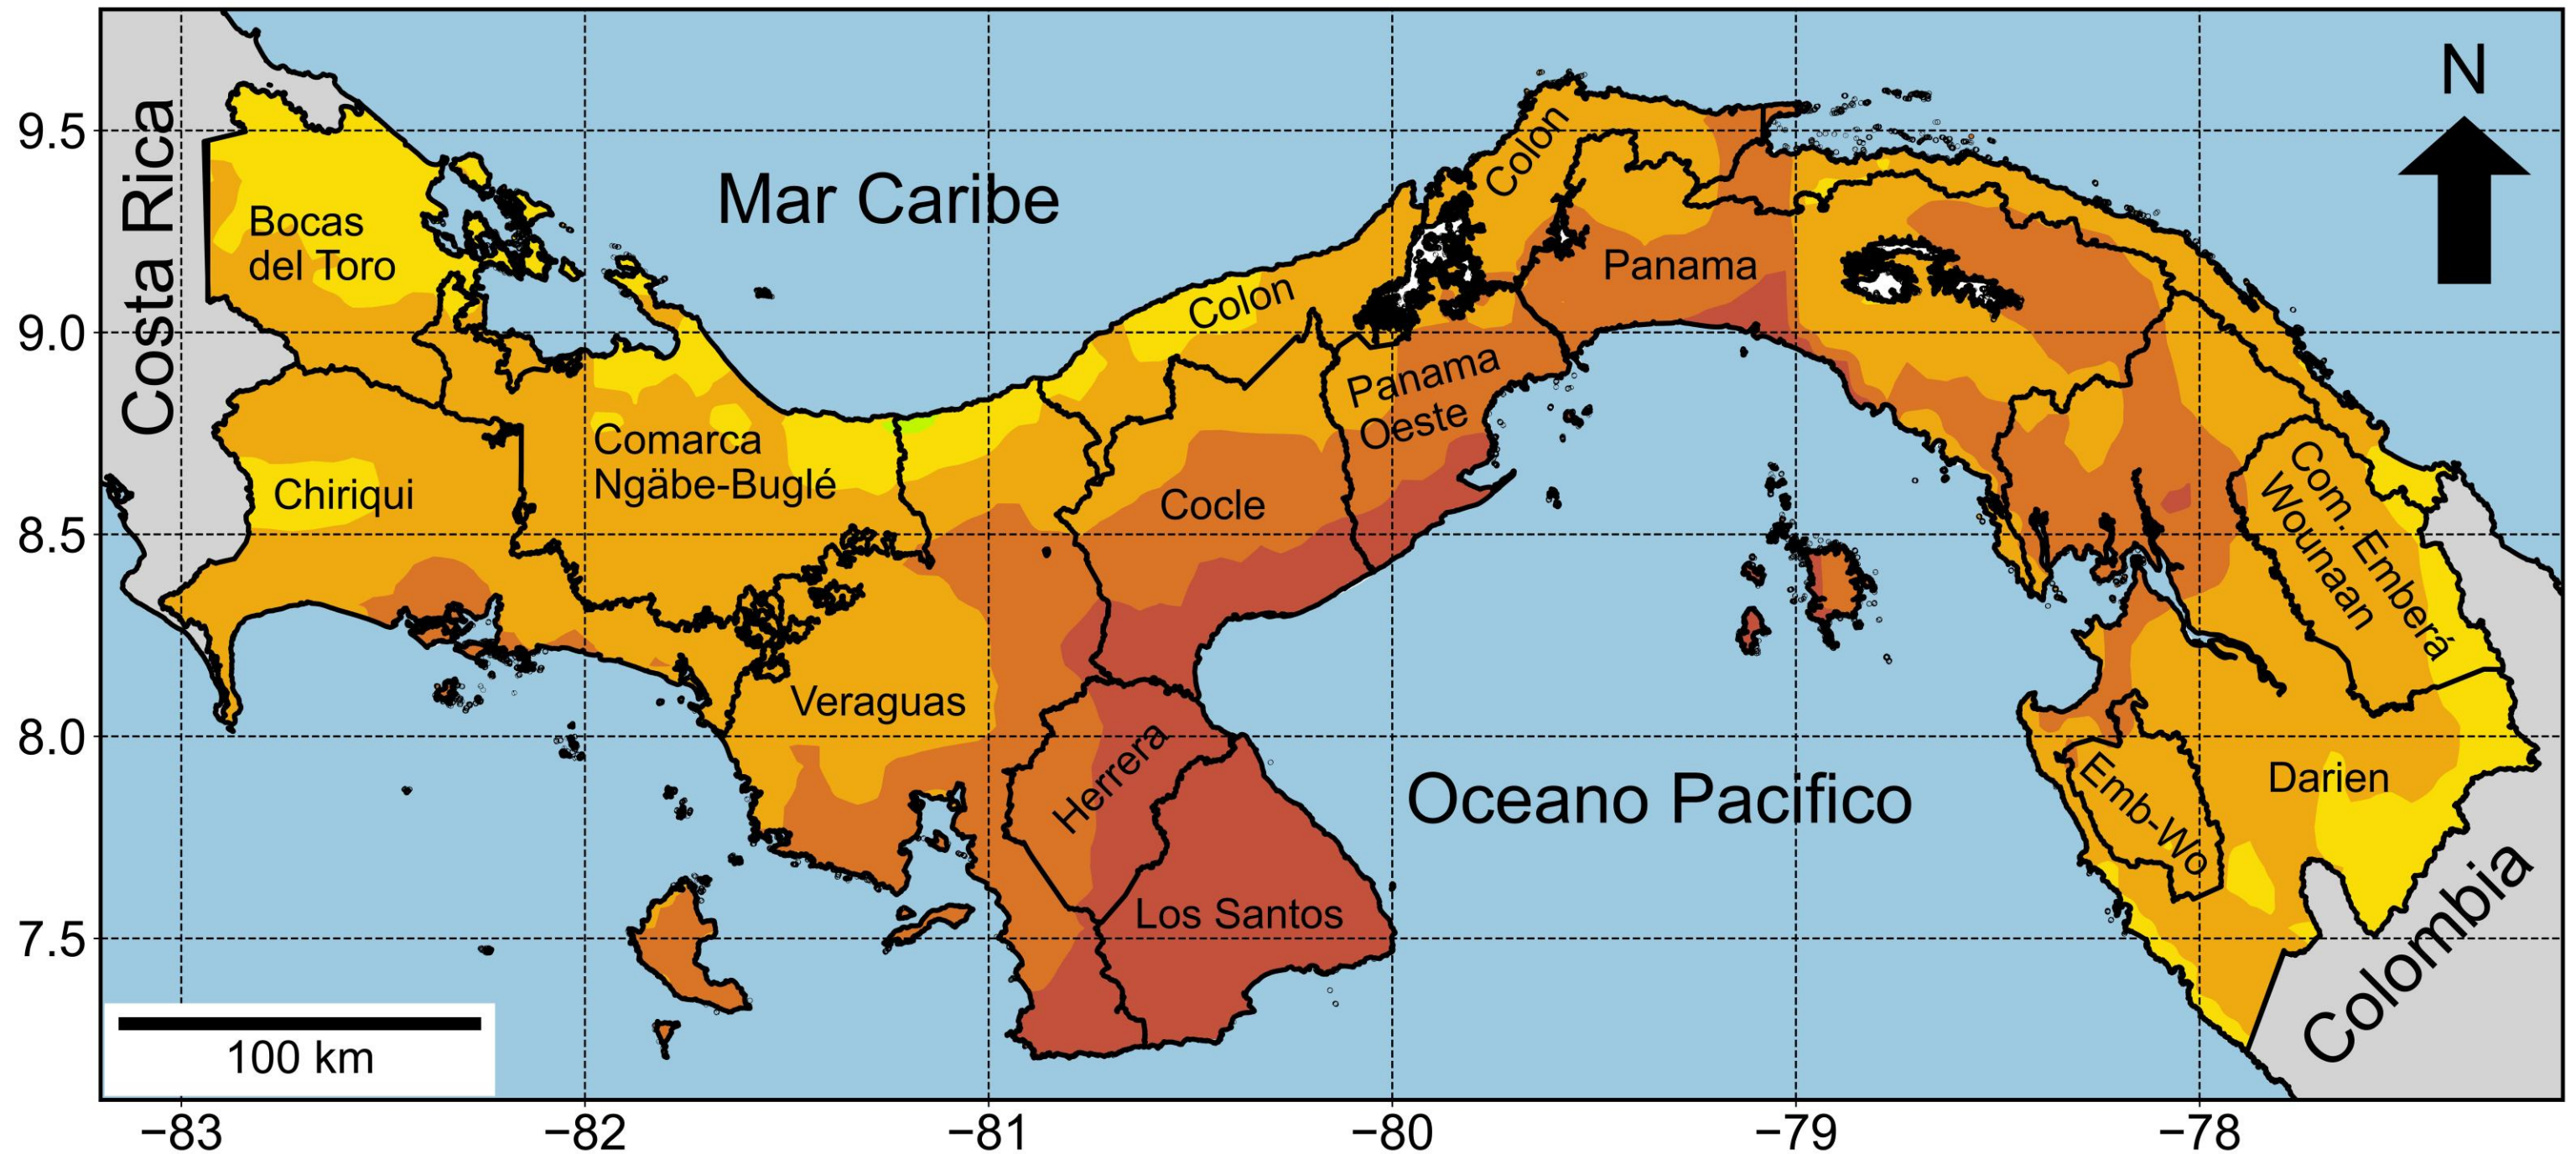 N
9.5
Costa Rica
Mar Caribe
Colon
Bocas
del Toro
Panama
Colon
9.0
Panama
Oeste
Comarca
Ngäbe-Buglé
Chiriqui
Cocle
Com. Emberá
Wounaan
8.5
Veraguas
8.0
Herrera
Oceano Pacifico
Emb-Wo
Darien
Los Santos
7.5
Colombia
100 km
−83
−82
−81
−80
−79
−78